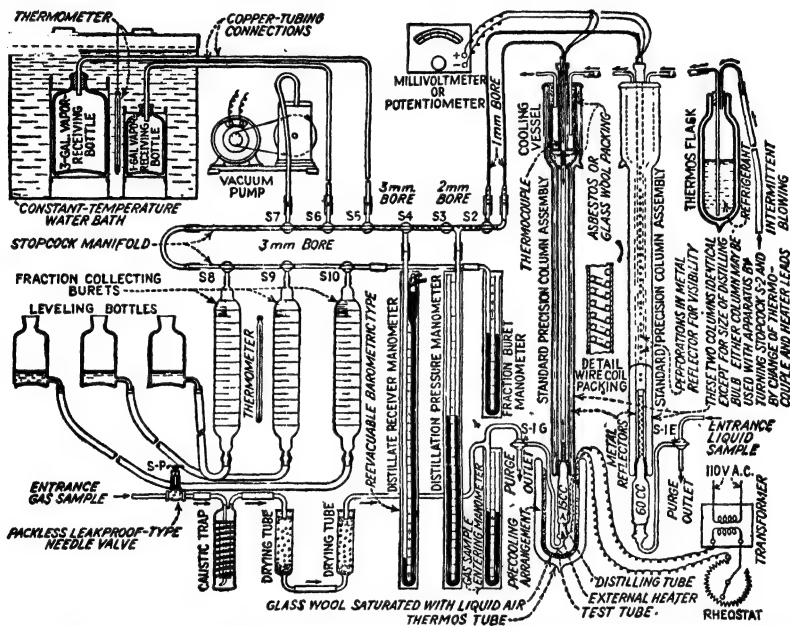 THERMOMETER
COPPER-TUBING
CONNECTIONS
3-GAL. VAPOR-
RECEIVING
BOTTLE
1-GAL. VAPOR-
RECEIVING
BOTTLE
CONSTANT-TEMPERATURE
WATER BATH
VACUUM
PUMP
MILLIVOLTMETER
OR
POTENTIOMETER
+
-
1mm BORE
COOLING
VESSEL
THERMOCOUPLE
ASBESTOS OR
GLASS WOOL PACKING
THERMOS FLASK
REFRIGERANT
INTERMITTENT
BLOWING
3mm.
BORE
2mm.
BORE
S7
S6
S5
S4
S3
S2
STOPCOCK MANIFOLD
3 mm BORE
S8
S9
S10
FRACTION COLLECTING
BURETS
LEVELING BOTTLES
THERMOMETER
DISTILLATE RECEIVER MANOMETER
REEVACUABLE BAROMETRIC TYPE
DISTILLATION PRESSURE MANOMETER
FRACTION BURET
MANOMETER
STANDARD PRECISION COLUMN ASSEMBLY
STANDARD PRECISION COLUMN ASSEMBLY
DETAIL
WIRE COIL
PACKING
PERFORATIONS IN METAL
REFLECTOR FOR VISIBILITY
THESE TWO COLUMNS IDENTICAL
EXCEPT FOR SIZE OF DISTILLING
BULB. EITHER COLUMN MAY BE
USED WITH APPARATUS BY
TURNING STOPCOCK S-2 AND
BY CHANGE OF THERMO-
COUPLE AND HEATER LEADS
METAL
REFLECTORS
S-1G
S-1E
ENTRANCE
LIQUID
SAMPLE
PURGE
OUTLET
PURGE
OUTLET
S-P
ENTRANCE
GAS SAMPLE
PACKLESS LEAKPROOF-TYPE
NEEDLE VALVE
CAUSTIC TRAP
DRYING TUBE
DRYING TUBE
GAS SAMPLE
METERING MANOMETER
PRECOOLING
ARRANGEMENT
15CC
60 CC
110V A.C.
TRANSFORMER
RHEOSTAT
GLASS WOOL SATURATED WITH LIQUID AIR
THERMOS TUBE
DISTILLING TUBE
EXTERNAL HEATER
TEST TUBE